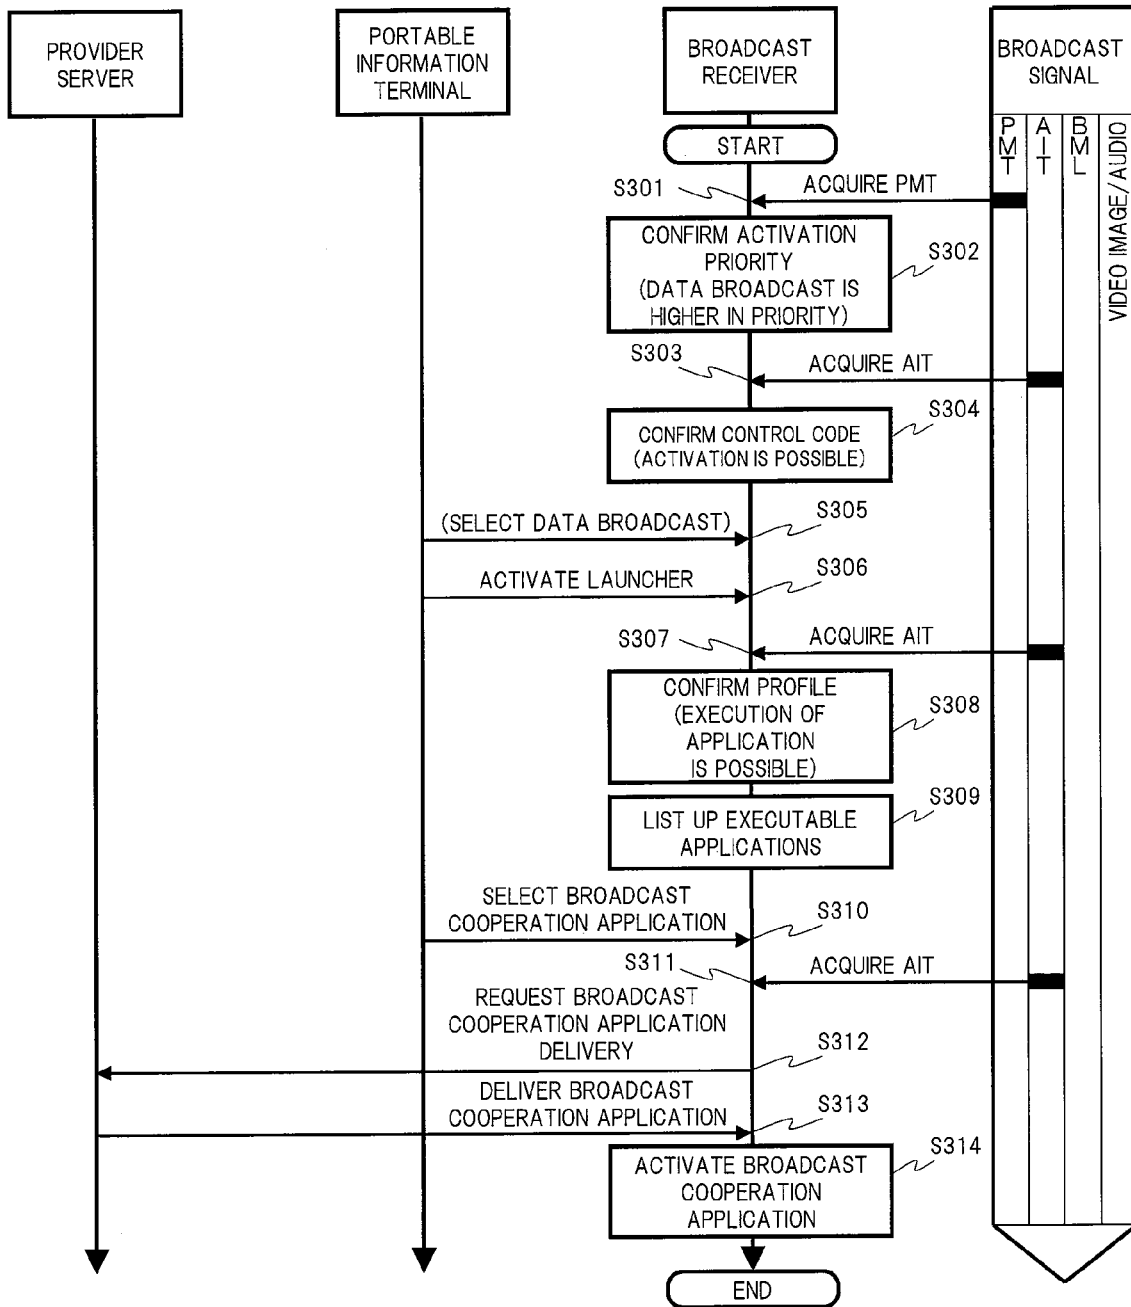 PROVIDER
SERVER
PORTABLE
INFORMATION
TERMINAL
BROADCAST
RECEIVER
BROADCAST
SIGNAL
PMT
AIT
BML
VIDEO IMAGE/AUDIO
START
S301
ACQUIRE PMT
CONFIRM ACTIVATION
PRIORITY
(DATA BROADCAST IS
HIGHER IN PRIORITY)
S302
S303
ACQUIRE AIT
S304
CONFIRM CONTROL CODE
(ACTIVATION IS POSSIBLE)
(SELECT DATA BROADCAST)
S305
ACTIVATE LAUNCHER
S306
S307
ACQUIRE AIT
CONFIRM PROFILE
(EXECUTION OF
APPLICATION
IS POSSIBLE)
S308
S309
LIST UP EXECUTABLE
APPLICATIONS
SELECT BROADCAST
COOPERATION APPLICATION
S310
S311
ACQUIRE AIT
REQUEST BROADCAST
COOPERATION APPLICATION
DELIVERY
S312
DELIVER BROADCAST
COOPERATION APPLICATION
S313
ACTIVATE BROADCAST
COOPERATION
APPLICATION
S314
END